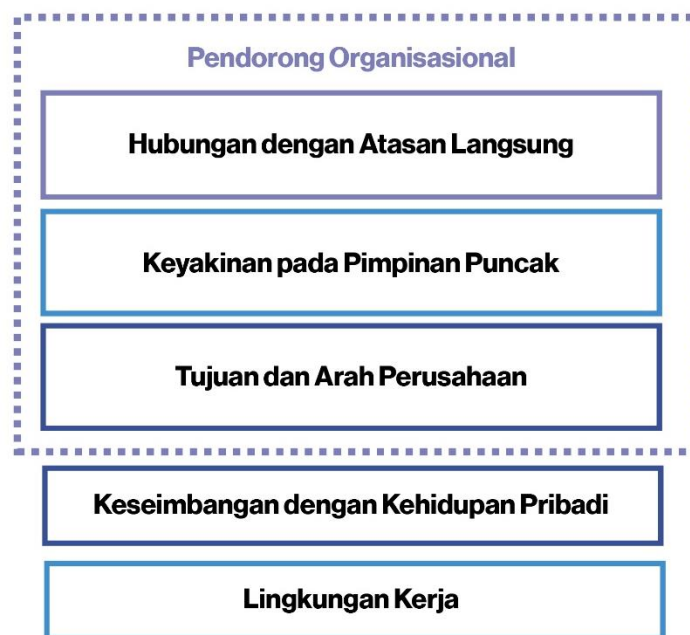 Pendorong Organisasional
Hubungan dengan Atasan Langsung
Keyakinan pada Pimpinan Puncak
Tujuan dan Arah Perusahaan
Keseimbangan dengan Kehidupan Pribadi
Lingkungan Kerja